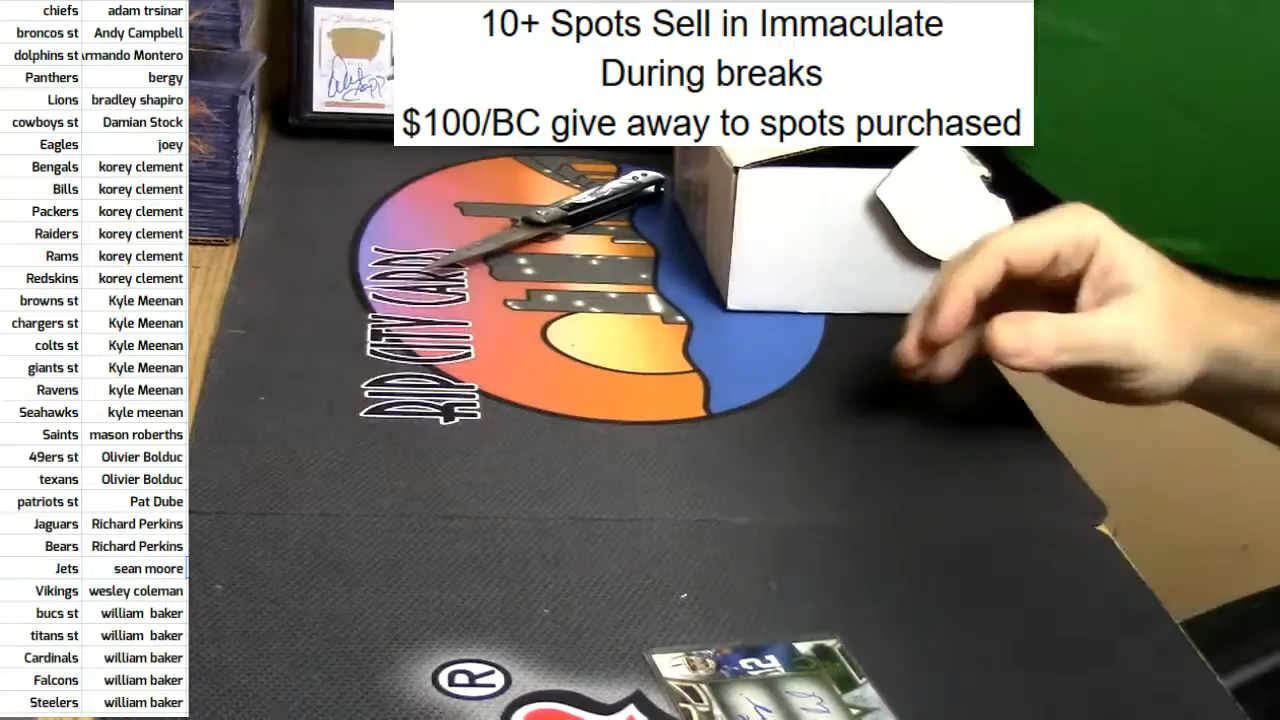 chiefs adam trsinar
broncos st Andy Campbell
dolphins st rmando Montero
Panthers bergy
Lions bradley shapiro
cowboys st Damian Stock
Eagles joey
Bengals korey clement
Bills korey clement
Packers korey clement
Raiders korey clement
Rams korey clement
Redskins korey clement
browns st Kyle Meenan
chargers st Kyle Meenan
colts st Kyle Meenan
giants st Kyle Meenan
Ravens kyle Meenan
Seahawks kyle meenan
Saints mason roberths
49ers st Olivier Bolduc
texans Olivier Bolduc
patriots st Pat Dube
Jaguars Richard Perkins
Bears Richard Perkins
Jets sean moore
Vikings wesley coleman
bucs st william baker
titans st william baker
Cardinals william baker
Falcons william baker
Steelers william baker
10+ Spots Sell in Immaculate
During breaks
$100/BC give away to spots purchased
RIP CITY CARDS
®
12